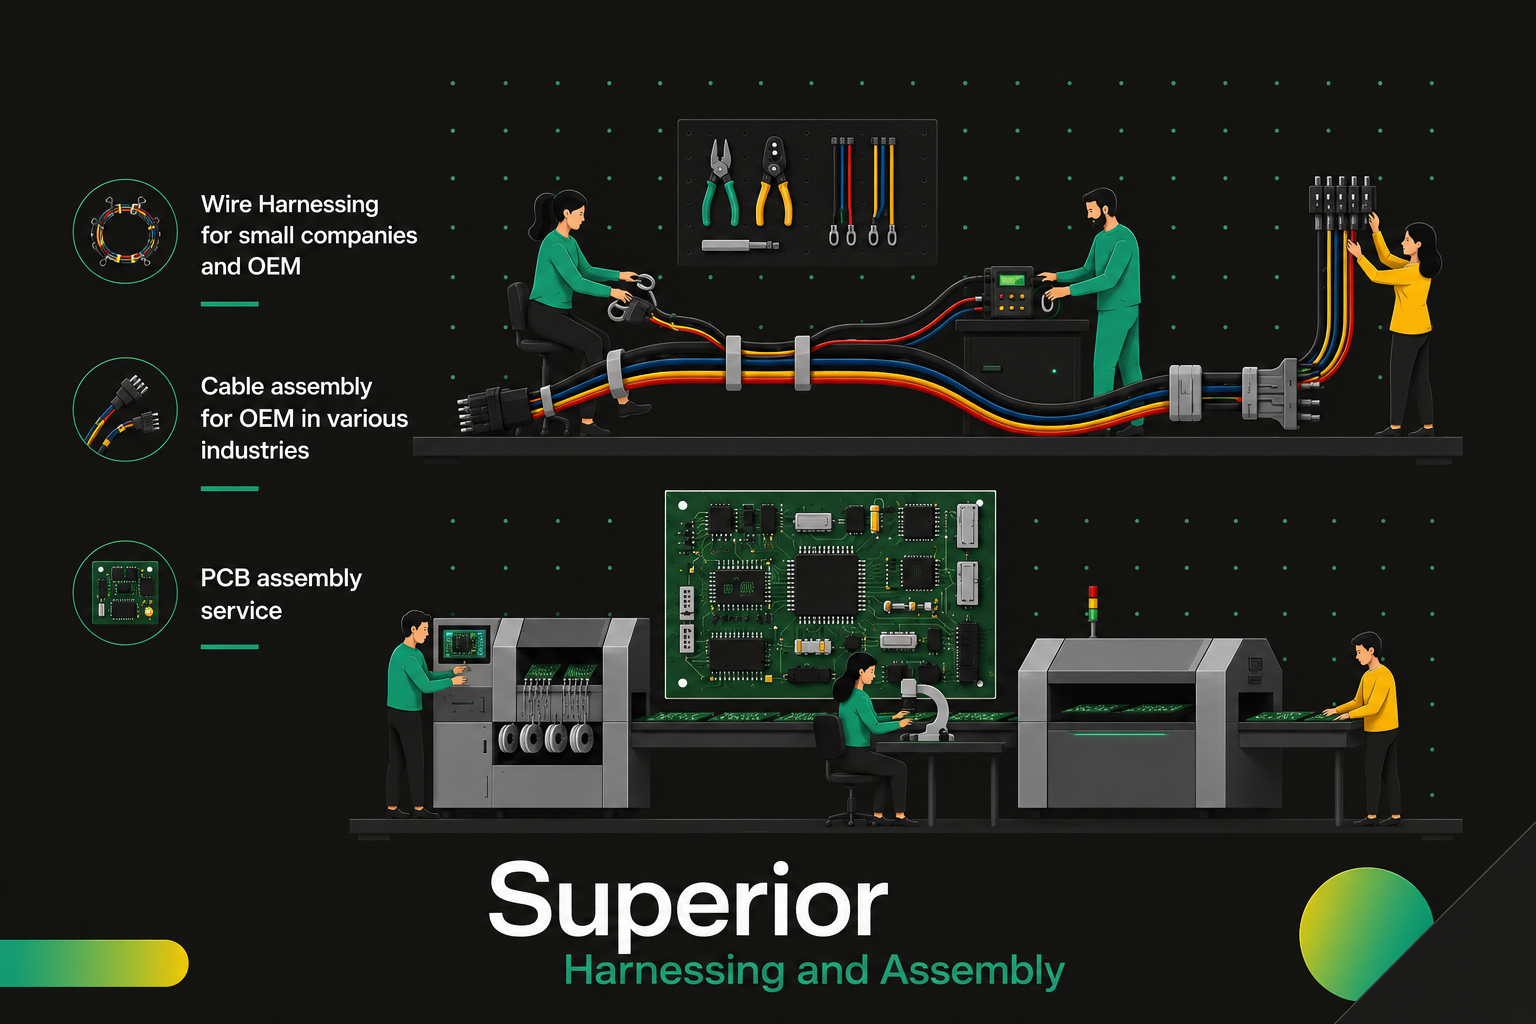 Wire Harnessing
for small companies
and OEM
Cable assembly
for OEM in various
industries
PCB assembly
service
Superior
Harnessing and Assembly